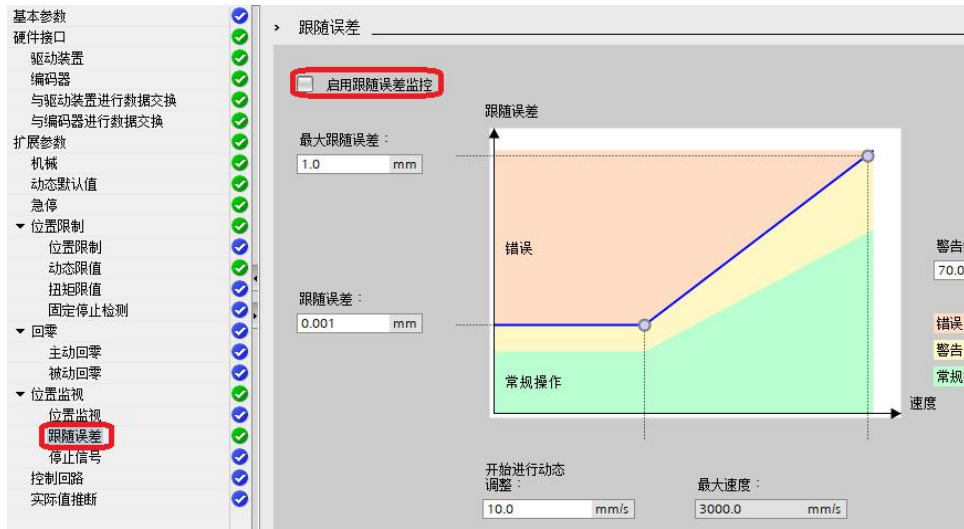 基本参数
硬件接口
驱动装置
编码器
与驱动装置进行数据交换
与编码器进行数据交换
扩展参数
机械
动态默认值
急停
位置限制
位置限制
动态限值
扭矩限值
固定停止检测
回零
主动回零
被动回零
位置监视
位置监视
跟随误差
停止信号
控制回路
实际值推断
跟随误差
启用跟随误差监控
跟随误差
最大跟随误差：
1.0 mm
错误
警告
70.0
跟随误差：
0.001 mm
错误
警告
常规
常规操作
速度
开始进行动态
调整：
最大速度：
10.0 mm/s
3000.0 mm/s